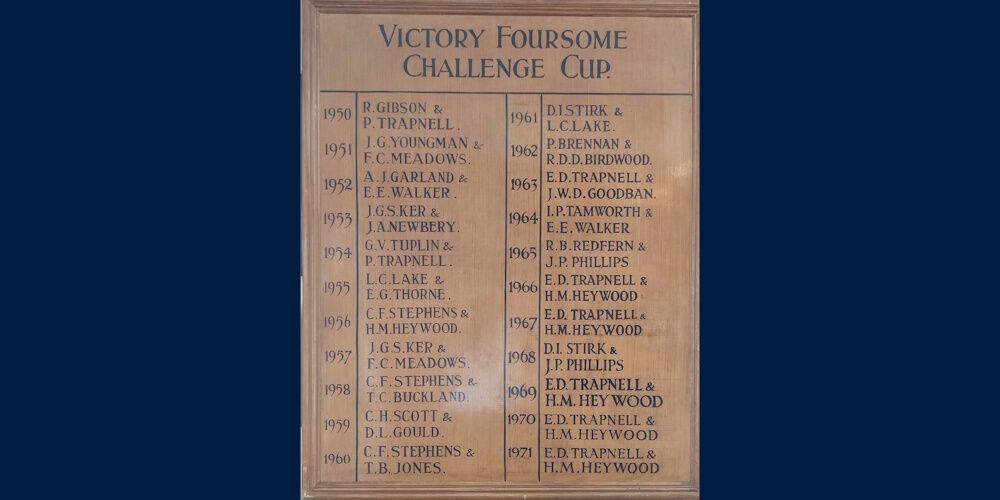 VICTORY FOURSOME
CHALLENGE CUP.
1950 R. GIBSON &
P. TRAPNELL.
1951 J. G. YOUNGMAN &
F. C. MEADOWS.
1952 A. J. GARLAND &
E. E. WALKER.
1953 J. G. S. KER &
J. A. NEWBERY.
1954 G. V. TUPLIN &
P. TRAPNELL.
1955 L. C. LAKE &
E. G. THORNE.
1956 C. F. STEPHENS &
H. M. HEYWOOD.
1957 J. G. S. KER &
F. C. MEADOWS.
1958 C. F. STEPHENS &
T. C. BUCKLAND.
1959 C. H. SCOTT &
D. L. GOULD.
1960 C. F. STEPHENS &
T. B. JONES.
1961 D. I STIRK &
L. C. LAKE.
1962 P. BRENNAN &
R. D. D. BIRDWOOD.
1963 E. D. TRAPNELL &
J. W. D. GOODBAN.
1964 I. P. TAMWORTH &
E. E. WALKER
1965 R. B. REDFERN &
J. P. PHILLIPS
1966 E. D. TRAPNELL &
H. M. HEYWOOD
1967 E. D. TRAPNELL &
H. M. HEYWOOD
1968 D. I. STIRK &
J. P. PHILLIPS
1969 E. D. TRAPNELL &
H. M. HEYWOOD
1970 E. D. TRAPNELL &
H. M. HEYWOOD
1971 E. D. TRAPNELL &
H. M. HEYWOOD